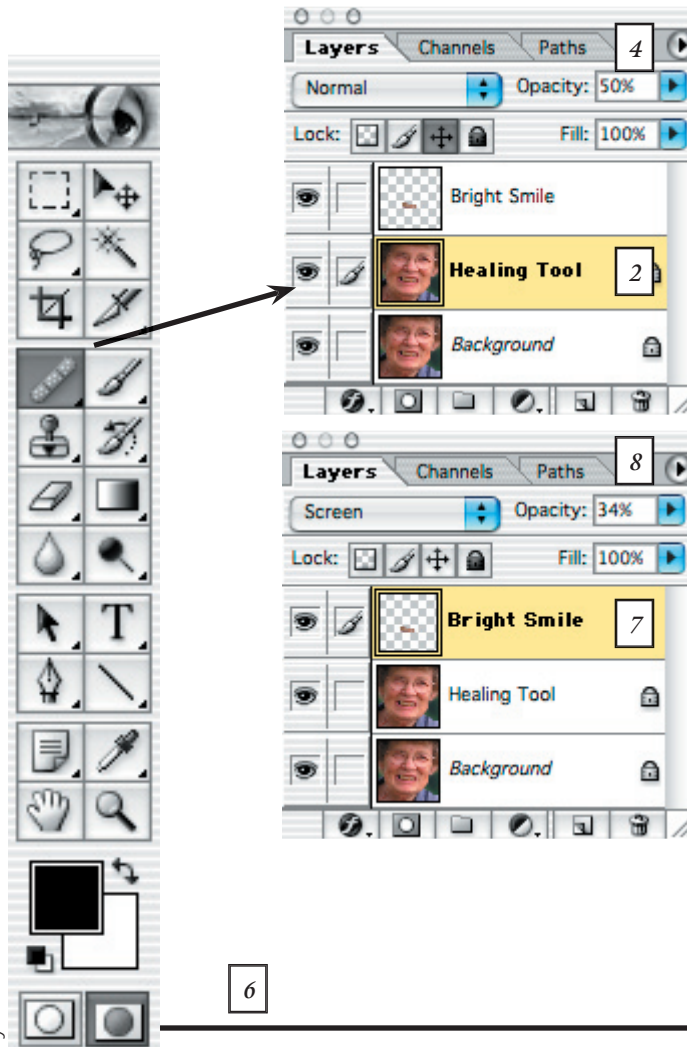 Layers Channels Paths 4
Normal Opacity: 50%
Lock: Fill: 100%
Bright Smile
Healing Tool 2
Background
Layers Channels Paths 8
Screen Opacity: 34%
Lock: Fill: 100%
Bright Smile 7
Healing Tool
Background
T
6